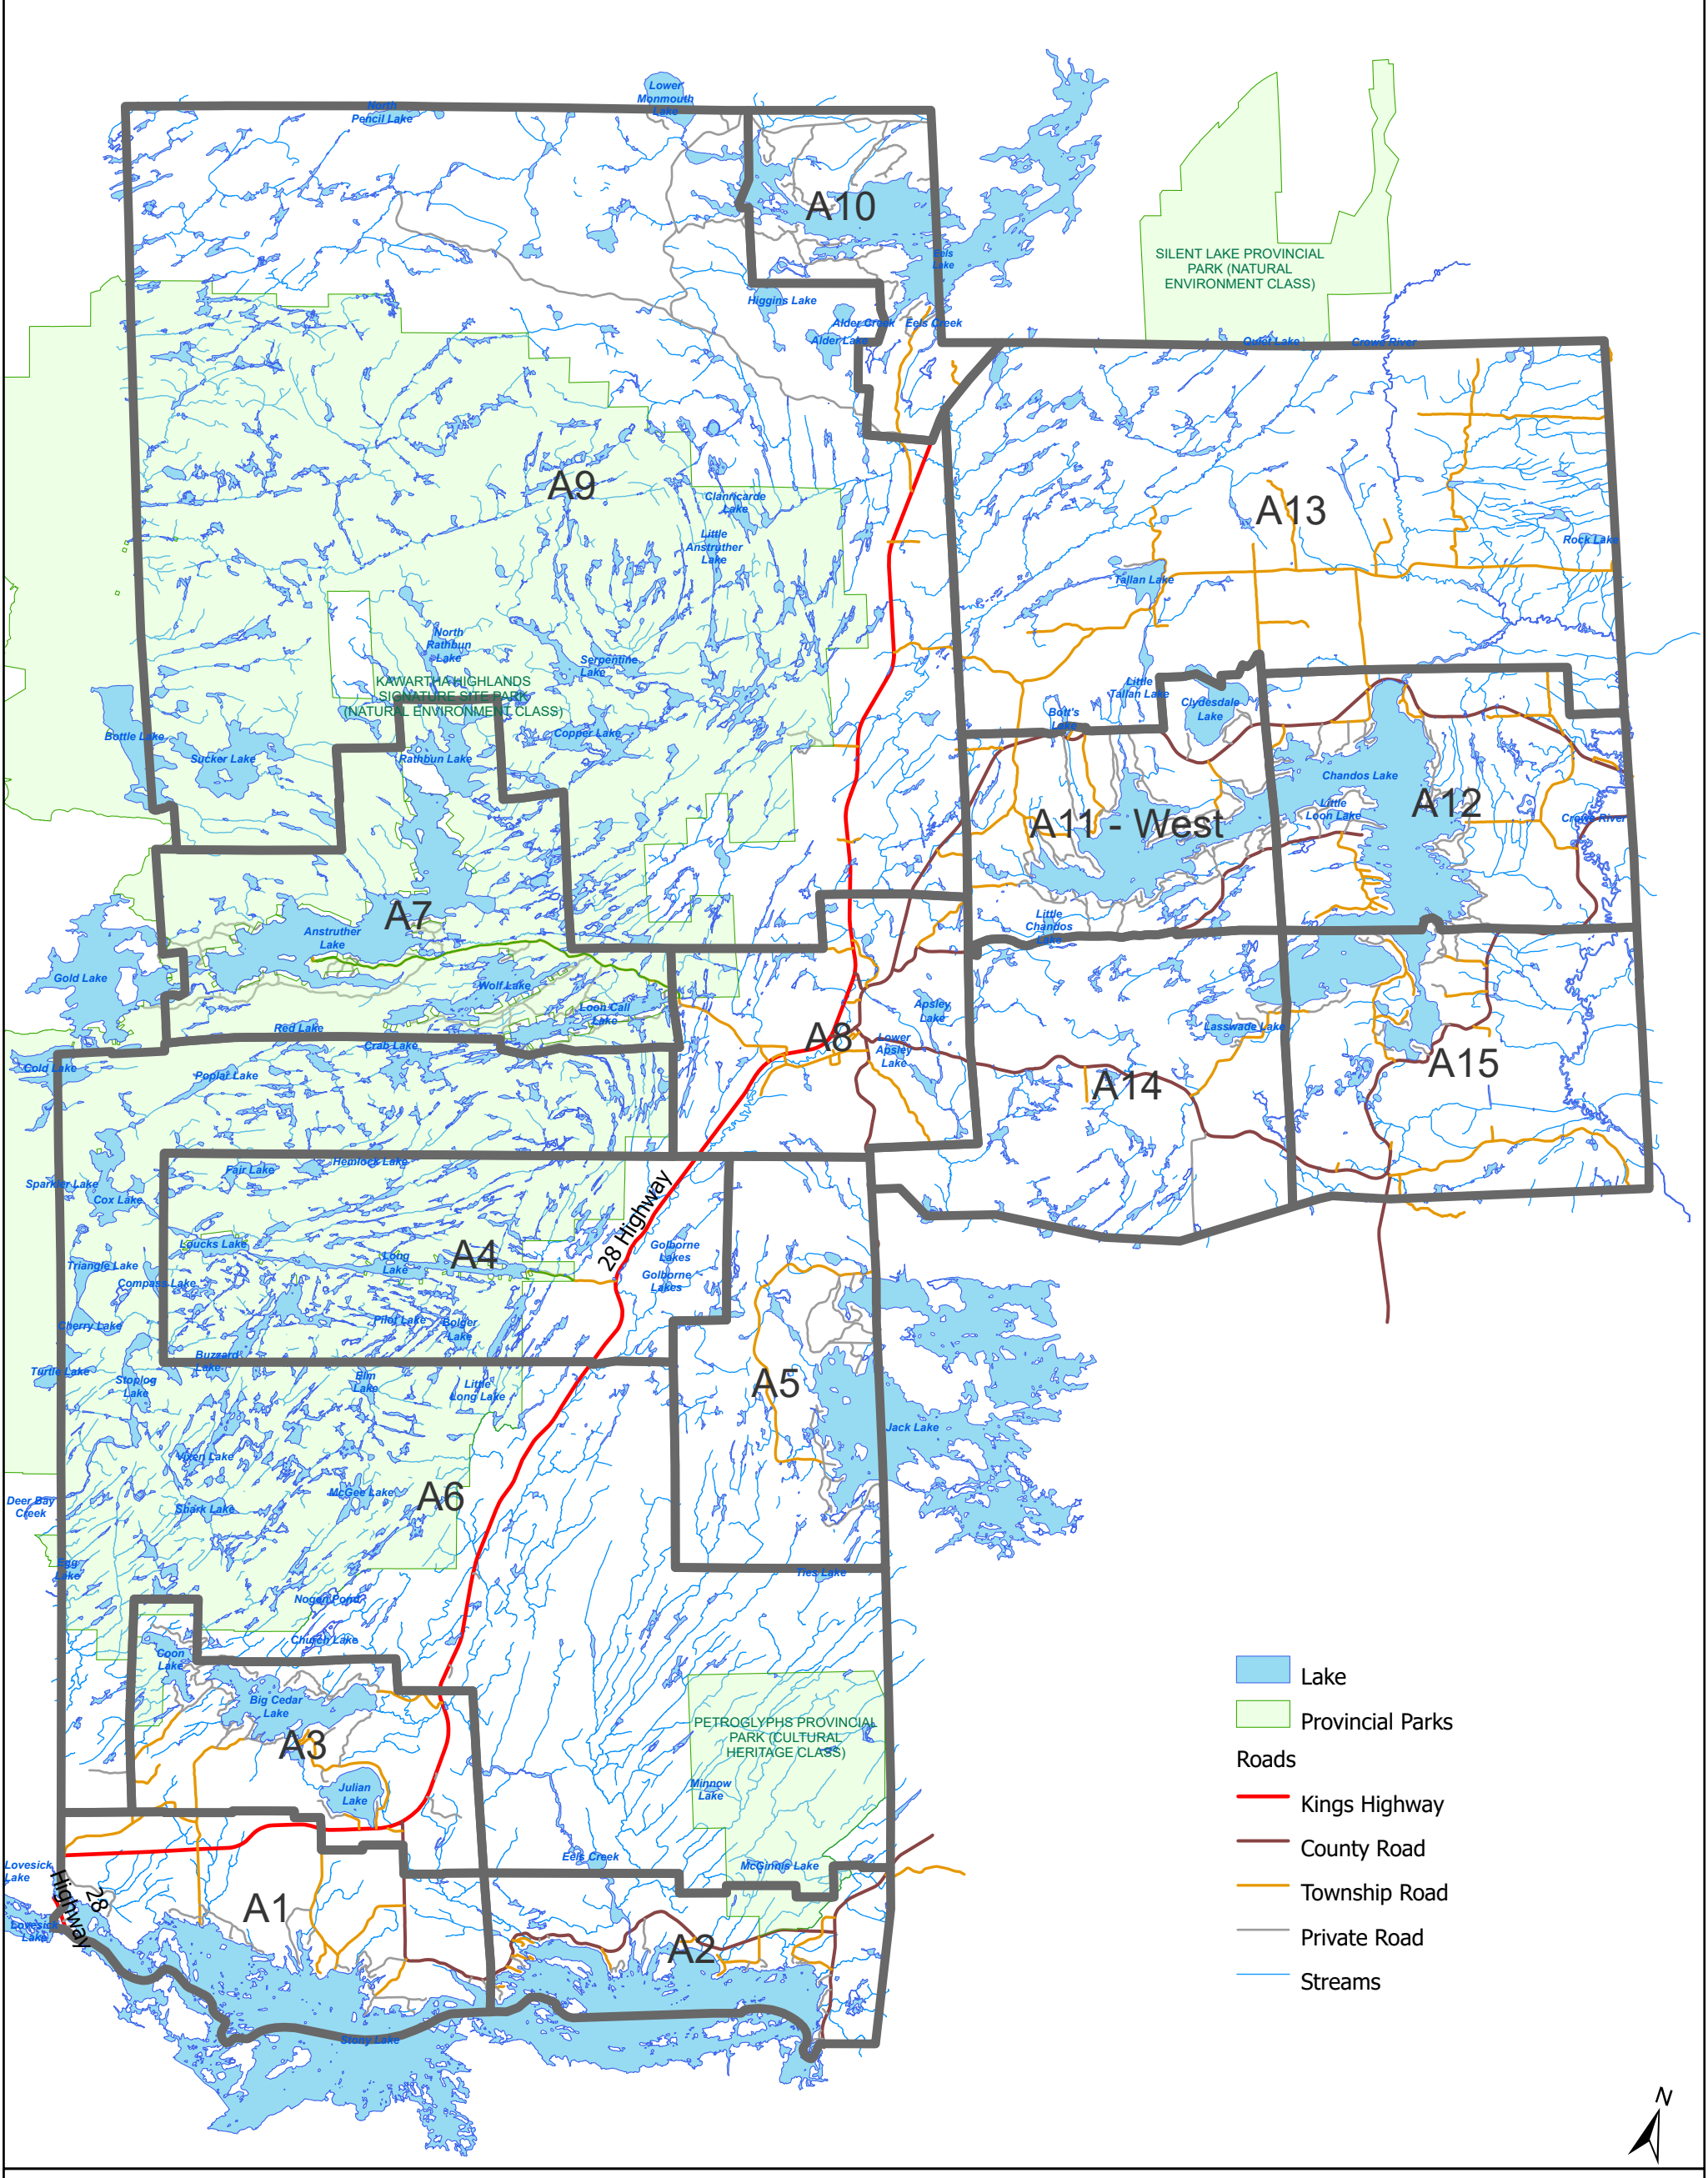 Lower
Monmouth
Lake
North
Pencil Lake
A10
Eels
Lake
SILENT LAKE PROVINCIAL
PARK (NATURAL
ENVIRONMENT CLASS)
Higgins Lake
Alder Creek
Eels Creek
Alder Lake
Quiet Lake
Crowe River
A9
Clanricarde
Lake
Little
Anstruther
Lake
A13
Rock Lake
Tallan Lake
North
Rathbun
Lake
Serpentine
Lake
KAWARTHA HIGHLANDS
SIGNATURE SITE PARK
(NATURAL ENVIRONMENT CLASS)
Little
Tallan Lake
Clydesdale
Lake
Bott's
Lake
Bottle Lake
Sucker Lake
Rathbun Lake
Copper Lake
Chandos Lake
Little
Loon Lake
A12
A11 - West
Crowe River
A7
Anstruther
Lake
Little
Chandos
Lake
Gold Lake
Wolf Lake
Loon Call
Lake
Apsley
Lake
Red Lake
A8
Lower
Apsley
Lake
Lasswade Lake
Crab Lake
Cold Lake
Poplar Lake
A14
A15
Hemlock Lake
Fair Lake
Sparkler Lake
Cox Lake
28 Highway
Loucks Lake
Long
Lake
A4
Golborne
Lakes
Golborne
Lakes
Triangle Lake
Compass Lake
Cherry Lake
Pilot Lake
Bolger
Lake
Buzzard
Lake
Turtle Lake
Stoplog
Lake
Elm
Lake
Little
Long Lake
A5
Jack Lake
Vixen Lake
McGee Lake
A6
Shark Lake
Deer Bay
Creek
Egg
Lake
Ties Lake
Nogan Pond
Church Lake
Coon
Lake
Big Cedar
Lake
A3
PETROGLYPHS PROVINCIAL
PARK (CULTURAL
HERITAGE CLASS)
Minnow
Lake
Julian
Lake
Eels Creek
McGinnis Lake
Lovesick
Lake
28
Highway
A1
Lovesick
Lake
A2
Stony Lake
Lake
Provincial Parks
Roads
Kings Highway
County Road
Township Road
Private Road
Streams
N